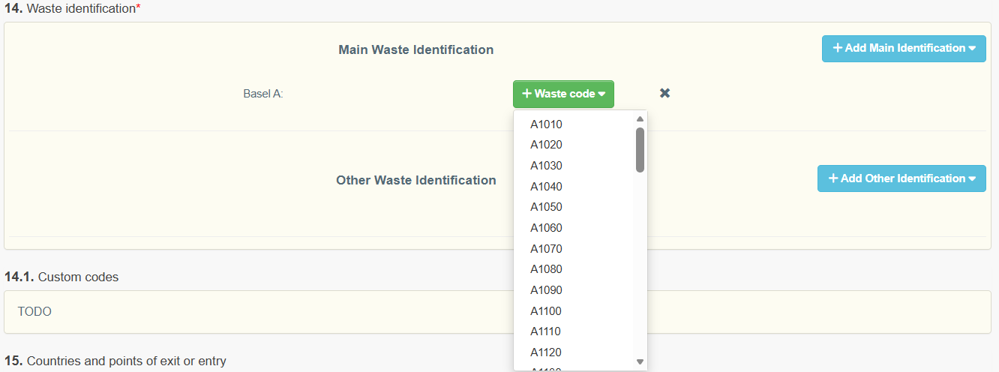 14. Waste identification*
Main Waste Identification
+ Add Main Identification
Basel A:
+ Waste code
A1010
A1020
A1030
A1040
A1050
A1060
A1070
A1080
A1090
A1100
A1110
A1120
Other Waste Identification
+ Add Other Identification
14.1. Custom codes
TODO
15. Countries and points of exit or entry